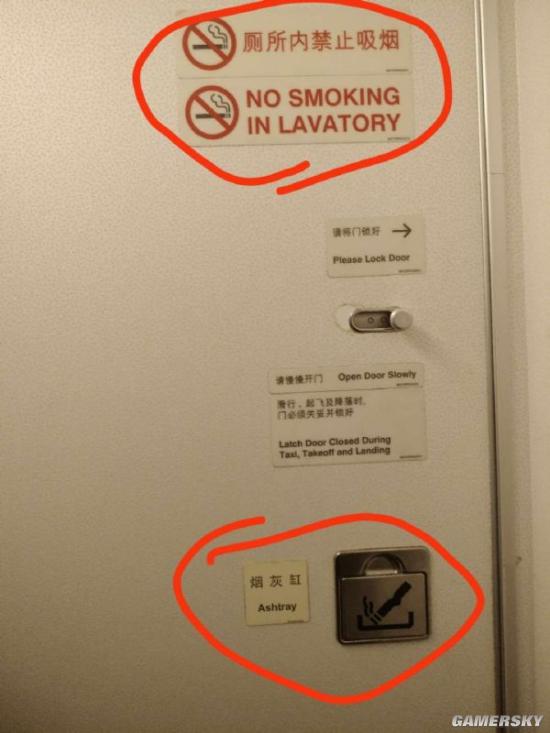 厕所内禁止吸烟
NO SMOKING
IN LAVATORY
请将门锁好
Please Lock Door
请慢慢开门 Open Door Slowly
滑行，起飞及降落时，
门必须关妥并锁好
Latch Door Closed During
Taxi, Takeoff and Landing
烟灰缸
Ashtray
GAMERSKY